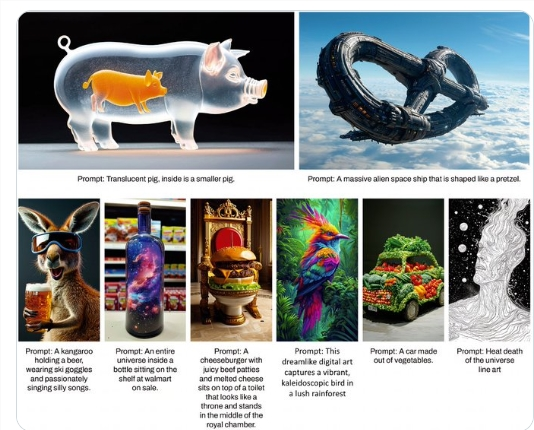 Prompt: Translucent pig, inside is a smaller pig.
Prompt: A massive alien space ship that is shaped like a pretzel.
Prompt: A kangaroo
holding a beer,
wearing ski goggles
and passionately
singing silly songs.
Prompt: An entire
universe inside a
bottle sitting on the
shelf at walmart
on sale.
Prompt: A
cheeseburger with
juicy beef patties
and melted cheese
sits on top of a toilet
that looks like a
throne and stands
in the middle of the
royal chamber.
Prompt: This
dreamlike digital art
captures a vibrant,
kaleidoscopic bird in
a lush rainforest
Prompt: A car made
out of vegetables.
Prompt: Heat death
of the universe
line art